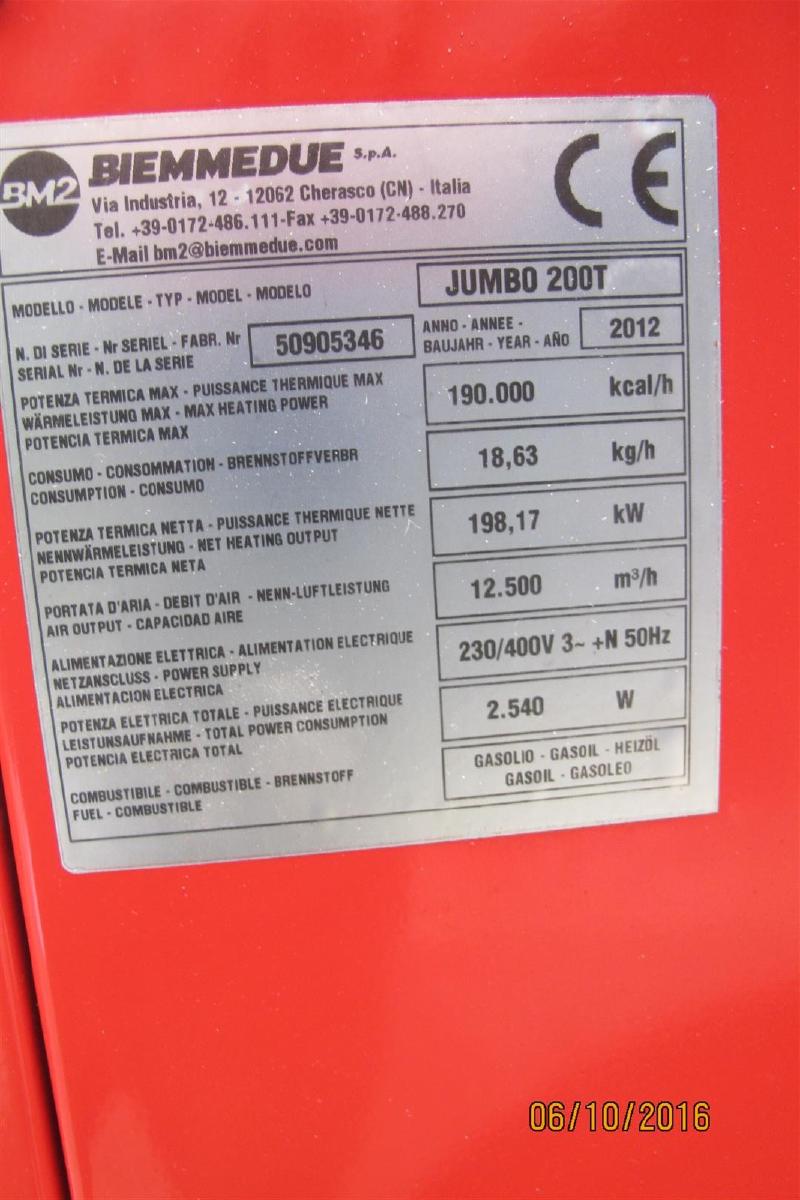 BM2
BIEMMEDUE S.p.A.
Via Industria, 12 - 12062 Cherasco (CN) - Italia
Tel. +39-0172-486.111-Fax +39-0172-488.270
E-Mail bm2@biemmedue.com
CE
MODELLO - MODELE - TYP - MODEL - MODELO
JUMBO 200T
N. DI SERIE - Nr SERIEL - FABR. Nr
SERIAL Nr - N. DE LA SERIE
50905346
ANNO - ANNEE -
BAUJAHR - YEAR - AÑO
2012
POTENZA TERMICA MAX - PUISSANCE THERMIQUE MAX
WÄRMELEISTUNG MAX - MAX HEATING POWER
POTENCIA TERMICA MAX
190.000 kcal/h
CONSUMO - CONSOMMATION - BRENNSTOFFVERBR
CONSUMPTION - CONSUMO
18,63 kg/h
POTENZA TERMICA NETTA - PUISSANCE THERMIQUE NETTE
NENNWÄRMELEISTUNG - NET HEATING OUTPUT
POTENCIA TERMICA NETA
198,17 kW
PORTATA D'ARIA - DEBIT D'AIR - NENN-LUFTLEISTUNG
AIR OUTPUT - CAPACIDAD AIRE
12.500 m³/h
ALIMENTAZIONE ELETTRICA - ALIMENTATION ELECTRIQUE
NETZANSCLUSS - POWER SUPPLY
ALIMENTACION ELECTRICA
230/400V 3~ +N 50Hz
POTENZA ELETTRICA TOTALE - PUISSANCE ELECTRIQUE
LEISTUNSAUFNAHME - TOTAL POWER CONSUMPTION
POTENCIA ELECTRICA TOTAL
2.540 W
COMBUSTIBILE - COMBUSTIBLE - BRENNSTOFF
FUEL - COMBUSTIBLE
GASOLIO - GASOIL - HEIZÖL
GASOIL - GASOLEO
06/10/2016